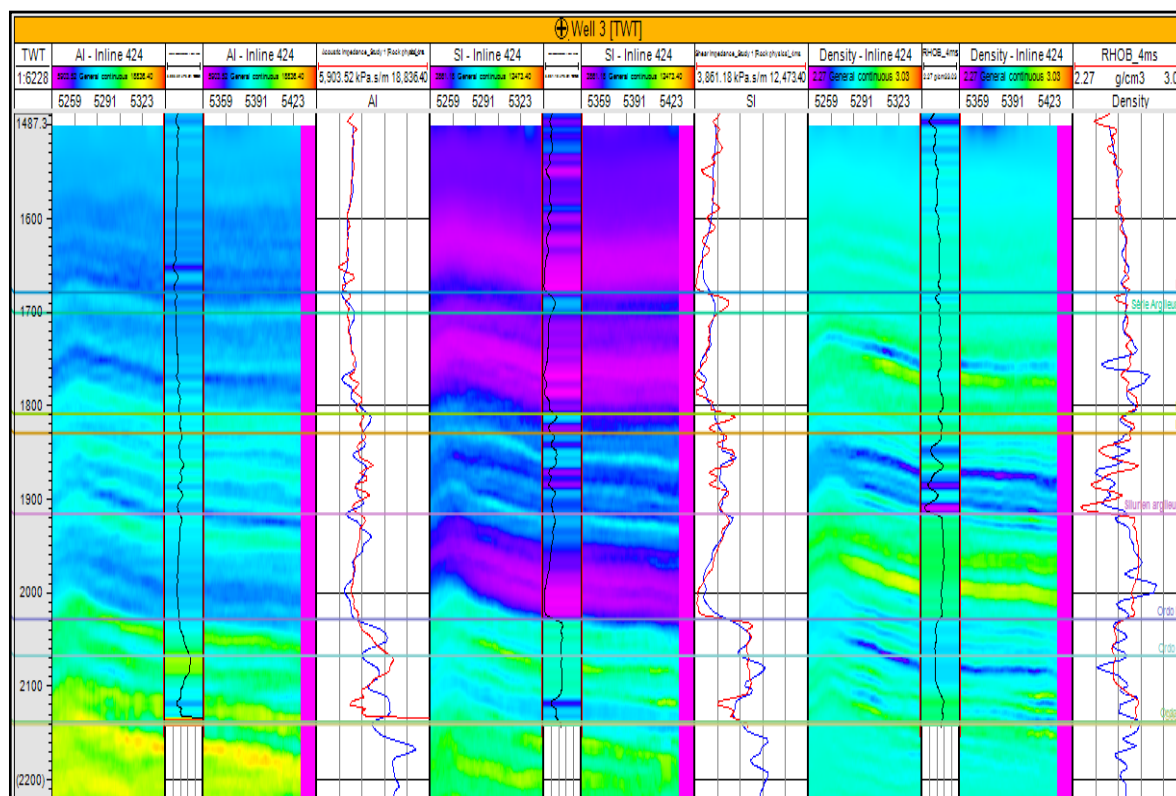 Well 3 [TWT]
TWT AI - Inline 424 AI - Inline 424 SI - Inline 424 SI - Inline 424 Density - Inline 424 RHOB_4ms Density - Inline 424 RHOB_4ms
1:6228 General continuous General continuous 5,903.52 kPa.s/m 18,836.40 General continuous General continuous 3,861.18 kPa.s/m 12,473.40 2.27 General continuous 3.03 2.27 General continuous 3.03 2.27 g/cm3 3.0
5259 5291 5323 5359 5391 5423 AI 5259 5291 5323 5359 5391 5423 SI 5259 5291 5323 5359 5391 5423 Density
1487.3
1600
1700
Série Argileu
1800
1900
Silurien argileu
2000
Ordo
Ordo
2100
(2200)